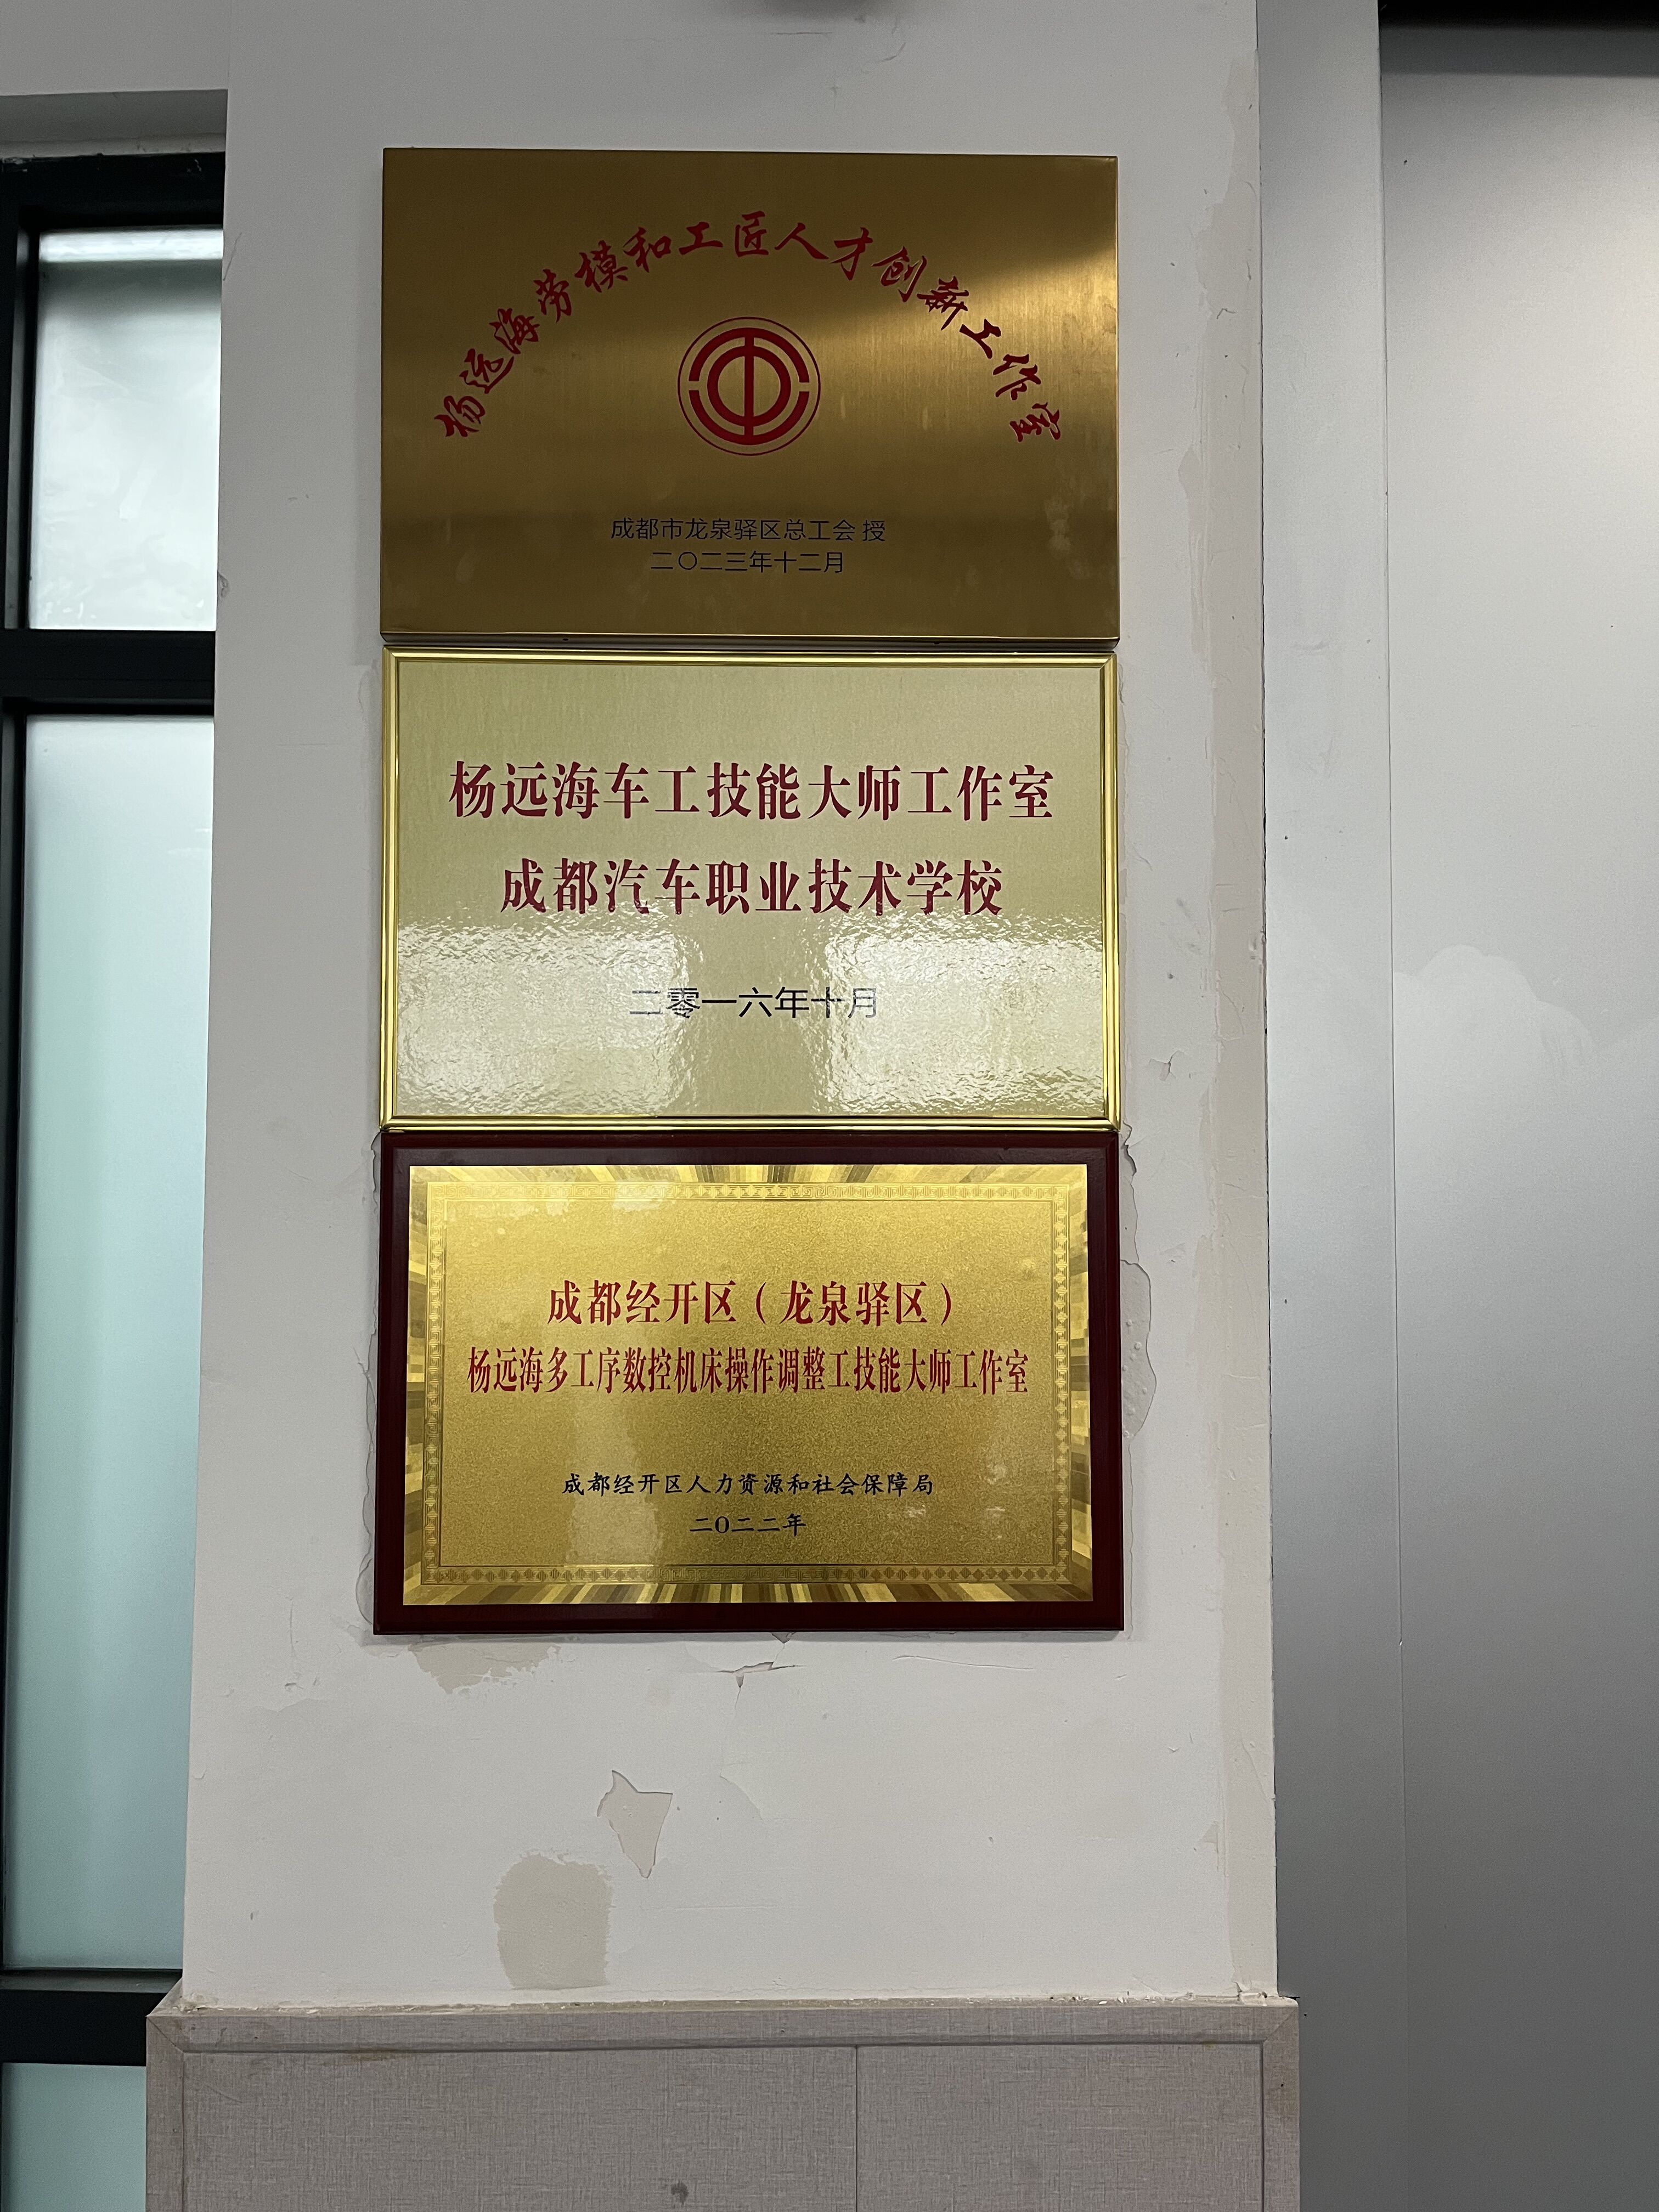 杨远海劳模和工匠人才创新工作室
成都市龙泉驿区总工会 授
二〇二三年十二月
杨远海车工技能大师工作室
成都汽车职业技术学校
二零一六年十月
成都经开区（龙泉驿区）
杨远海多工序数控机床操作调整工技能大师工作室
成都经开区人力资源和社会保障局
二O二二年